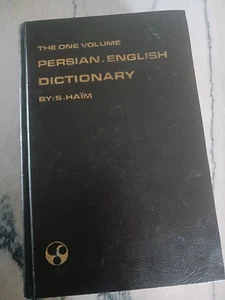 THE ONE VOLUME
PERSIAN-ENGLISH
DICTIONARY
BY:S.HAÏM